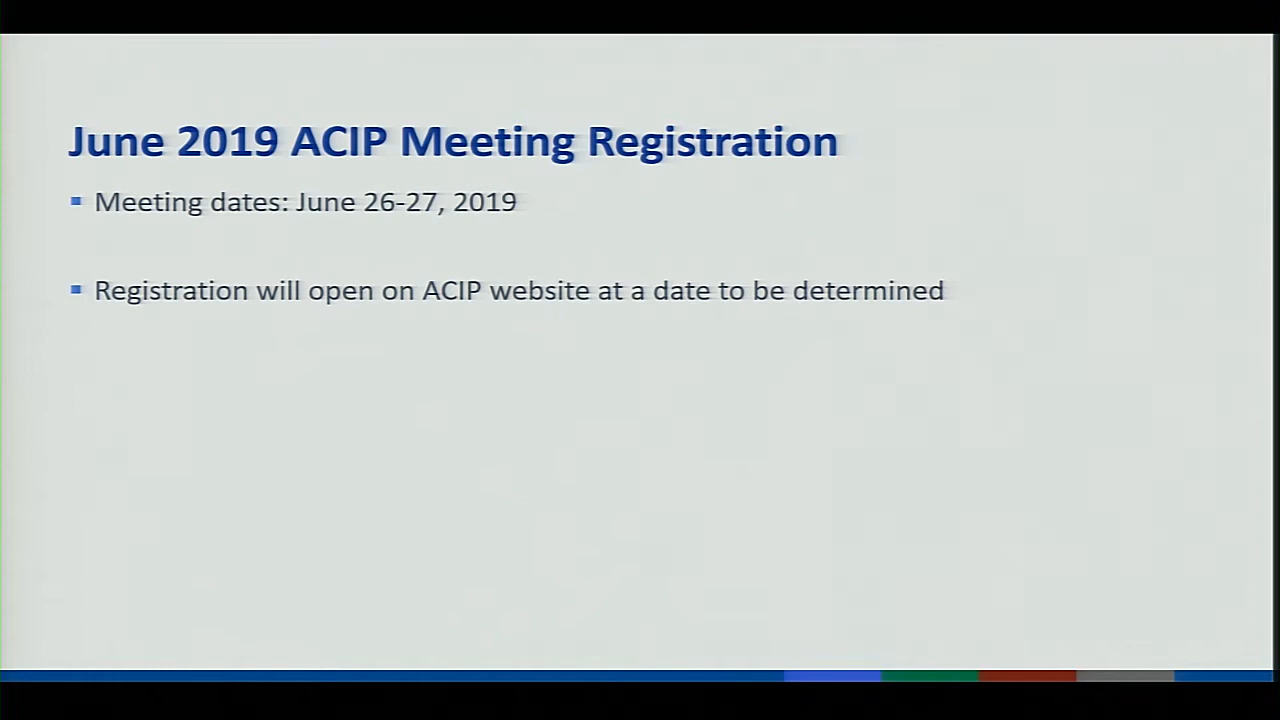 June 2019 ACIP Meeting Registration
Meeting dates: June 26-27, 2019
Registration will open on ACIP website at a date to be determined